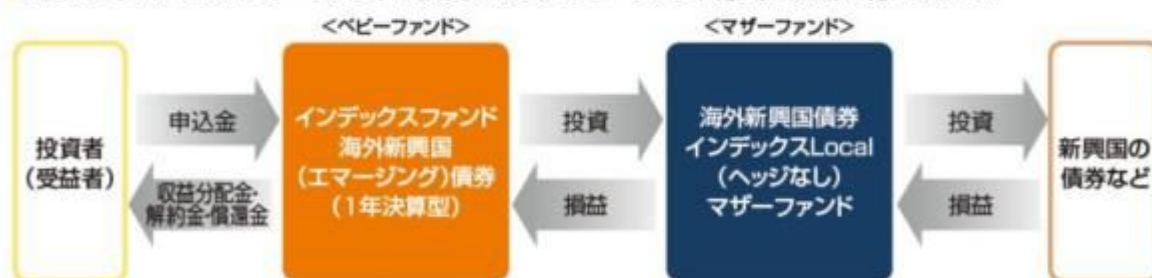 <ベビーファンド>
<マザーファンド>
投資者
(受益者)
申込金
収益分配金・
解約金・償還金
インデックスファンド
海外新興国
(エマージング)債券
(1年決算型)
投資
損益
海外新興国債券
インデックスLocal
(ヘッジなし)
マザーファンド
投資
損益
新興国の
債券など